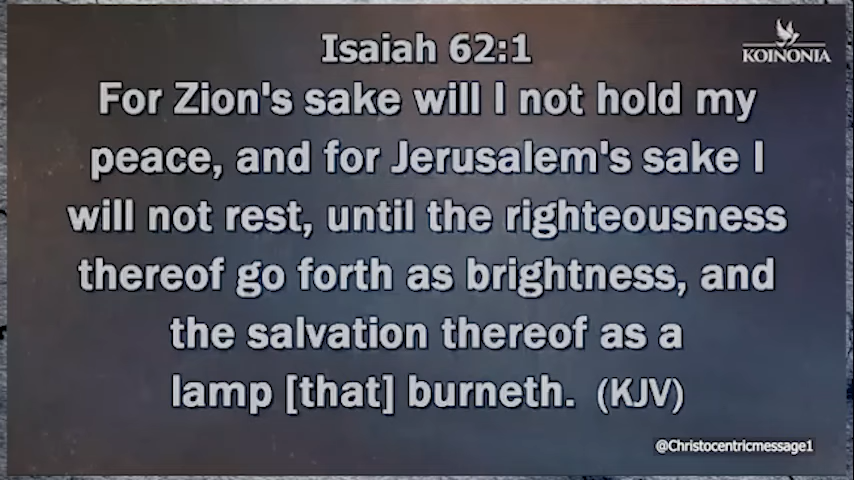 Isaiah 62:1
KOINONIA
For Zion's sake will I not hold my
peace, and for Jerusalem's sake I
will not rest, until the righteousness
thereof go forth as brightness, and
the salvation thereof as a
lamp [that] burneth. (KJV)
@Christocentricmessage1